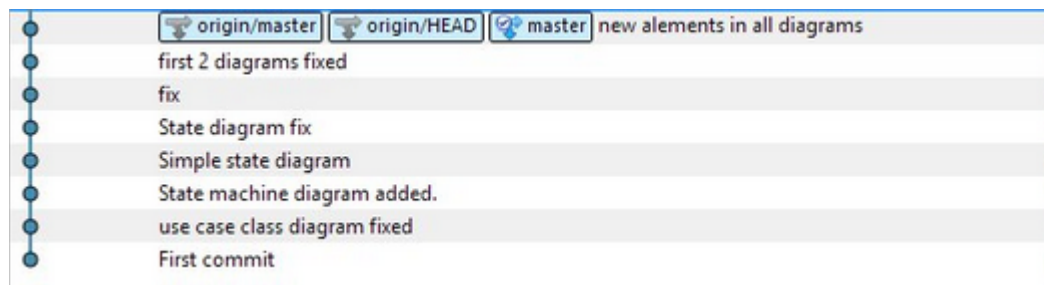 origin/master origin/HEAD master new alements in all diagrams
first 2 diagrams fixed
fix
State diagram fix
Simple state diagram
State machine diagram added.
use case class diagram fixed
First commit